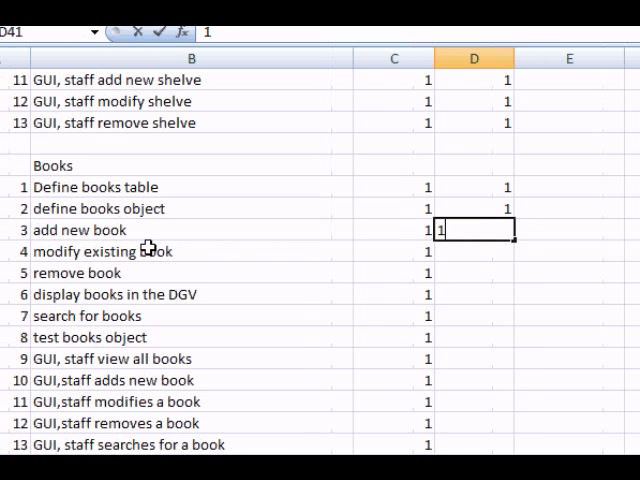 D41 fx 1
B C D E
11 GUI, staff add new shelve 1 1
12 GUI, staff modify shelve 1 1
13 GUI, staff remove shelve 1 1
Books
1 Define books table 1 1
2 define books object 1 1
3 add new book 1 1
4 modify existing book 1
5 remove book 1
6 display books in the DGV 1
7 search for books 1
8 test books object 1
9 GUI, staff view all books 1
10 GUI,staff adds new book 1
11 GUI,staff modifies a book 1
12 GUI,staff removes a book 1
13 GUI, staff searches for a book 1